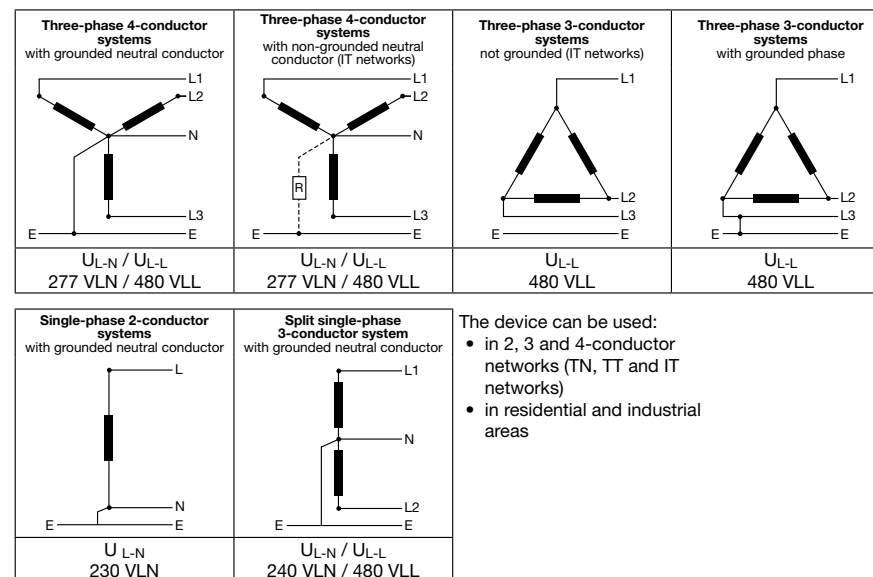 Three-phase 4-conductor
systems
with grounded neutral conductor
L1
L2
N
L3
E
E
UL-N / UL-L
277 VLN / 480 VLL
Three-phase 4-conductor
systems
with non-grounded neutral
conductor (IT networks)
L1
L2
N
R
L3
E
E
UL-N / UL-L
277 VLN / 480 VLL
Three-phase 3-conductor
systems
not grounded (IT networks)
L1
L2
L3
E
E
UL-L
480 VLL
Three-phase 3-conductor
systems
with grounded phase
L1
L2
L3
E
E
UL-L
480 VLL
Single-phase 2-conductor
systems
with grounded neutral conductor
L
N
E
E
U L-N
230 VLN
Split single-phase
3-conductor system
with grounded neutral conductor
L1
N
L2
E
E
UL-N / UL-L
240 VLN / 480 VLL
The device can be used:
• in 2, 3 and 4-conductor
networks (TN, TT and IT
networks)
• in residential and industrial
areas